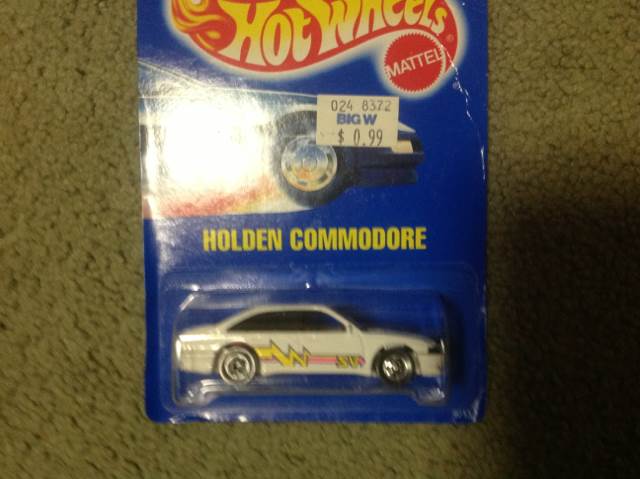 HOT WHEELS
®
MATTEL
024 8372
BIG W
$ 0.99
HOLDEN COMMODORE